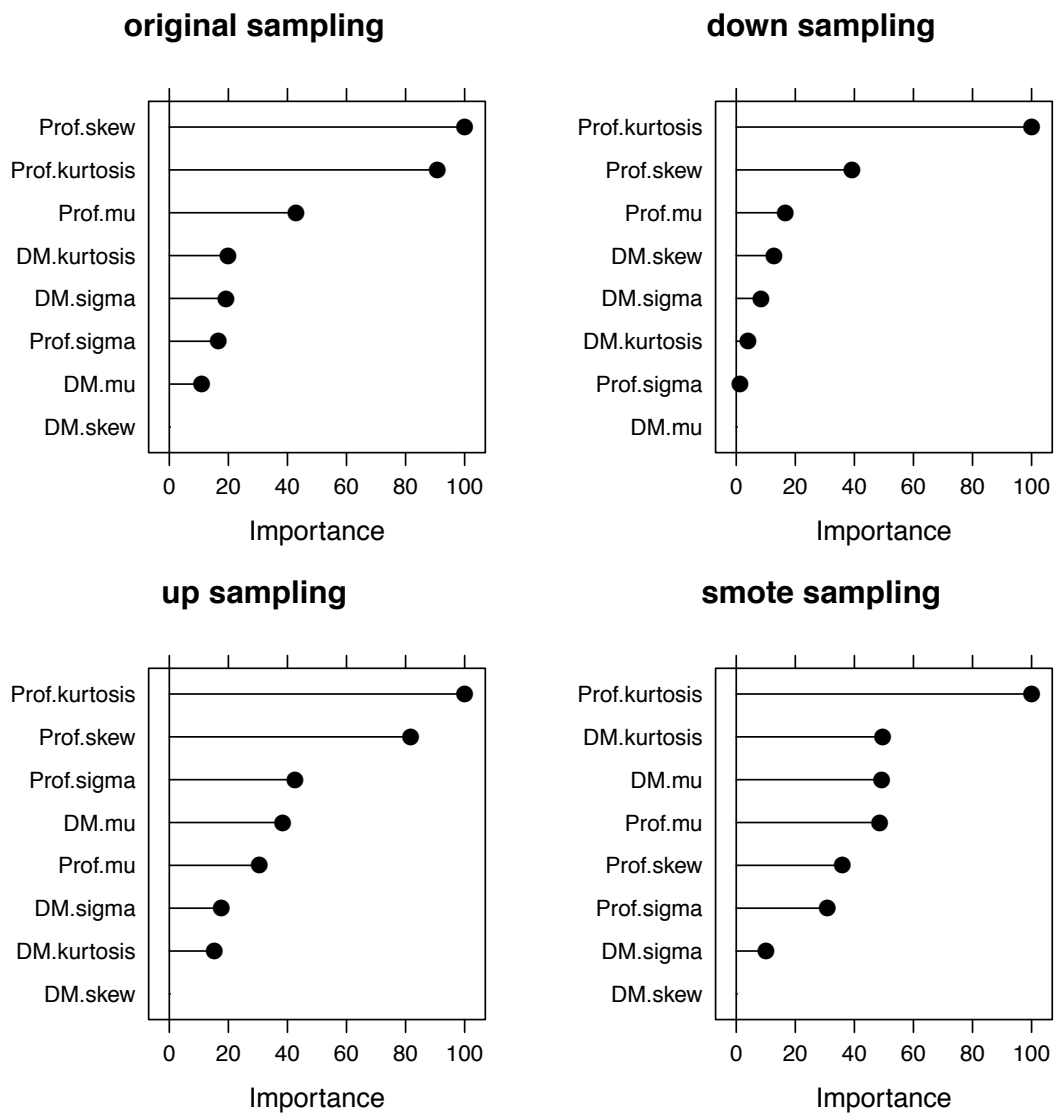 original sampling
Prof.skew
Prof.kurtosis
Prof.mu
DM.kurtosis
DM.sigma
Prof.sigma
DM.mu
DM.skew
0 20 40 60 80 100
Importance
down sampling
Prof.kurtosis
Prof.skew
Prof.mu
DM.skew
DM.sigma
DM.kurtosis
Prof.sigma
DM.mu
0 20 40 60 80 100
Importance
up sampling
Prof.kurtosis
Prof.skew
Prof.sigma
DM.mu
Prof.mu
DM.sigma
DM.kurtosis
DM.skew
0 20 40 60 80 100
Importance
smote sampling
Prof.kurtosis
DM.kurtosis
DM.mu
Prof.mu
Prof.skew
Prof.sigma
DM.sigma
DM.skew
0 20 40 60 80 100
Importance